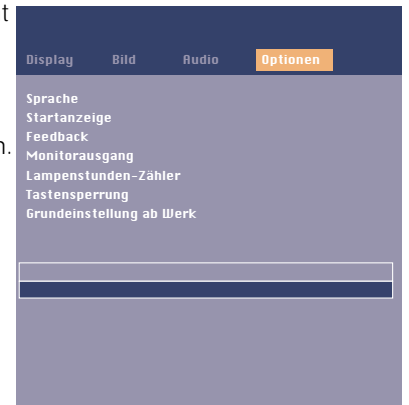 t
Display Bild Audio Optionen
Sprache
Startanzeige
Feedback
n.
Monitorausgang
Lampenstunden-Zähler
Tastensperrung
Grundeinstellung ab Werk